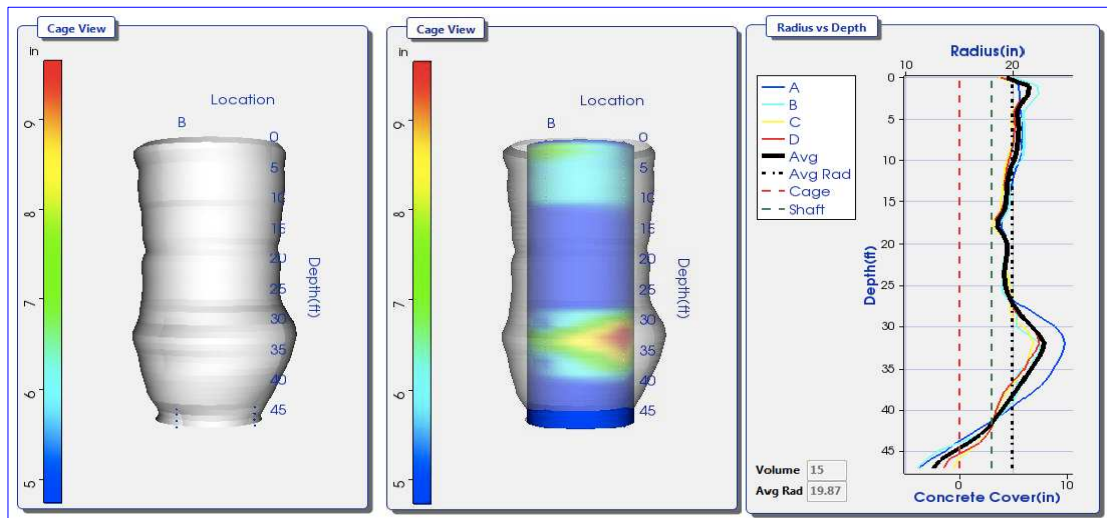 Cage View
in
9
8
7
6
5
Location
B
0
5
10
15
20
25
30
35
40
45
Depth(ft)
Cage View
in
9
8
7
6
5
Location
B
0
5
10
15
20
25
30
35
40
45
Depth(ft)
Radius vs Depth
Radius(in)
10 20
A
B
C
D
Avg
Avg Rad
Cage
Shaft
Depth(ft)
0
5
10
15
20
25
30
35
40
45
0 10
Concrete Cover(in)
Volume 15
Avg Rad 19.87